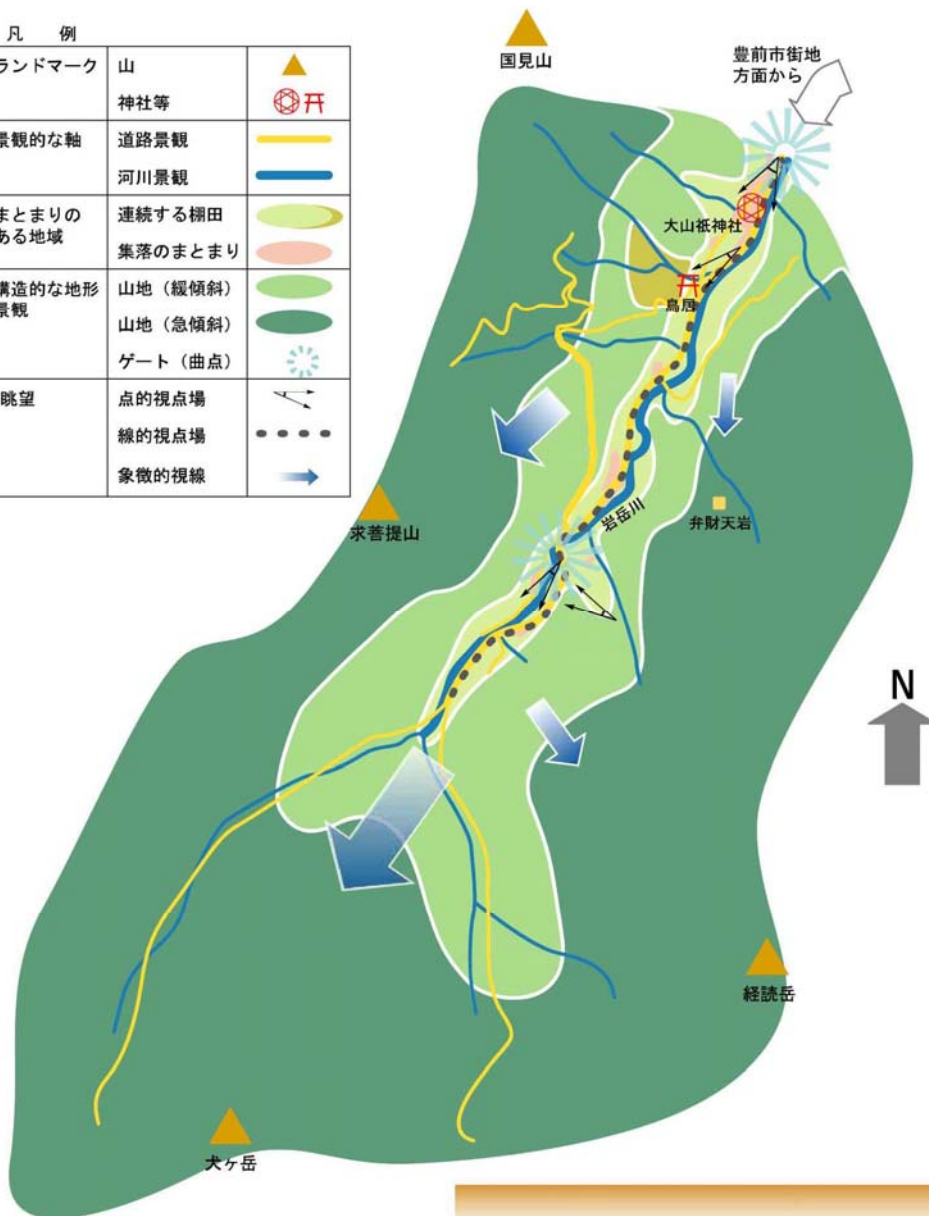 凡　例
ランドマーク
山
神社等
景観的な軸
道路景観
河川景観
まとまりの
ある地域
連続する棚田
集落のまとまり
構造的な地形
景観
山地（緩傾斜）
山地（急傾斜）
ゲート（曲点）
眺望
点的視点場
線的視点場
象徴的視線
国見山
豊前市街地
方面から
大山祇神社
鳥居
岩岳川
弁財天岩
求菩提山
N
経読岳
犬ヶ岳